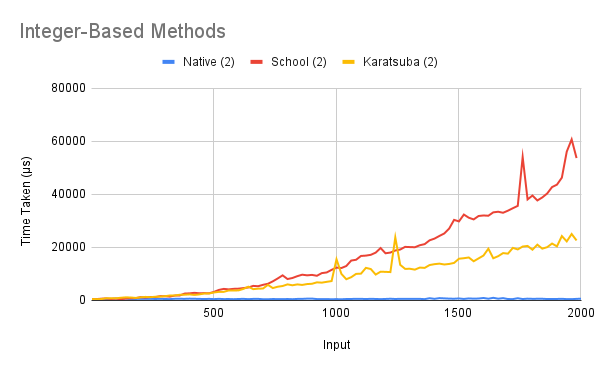 Integer-Based Methods
Native (2) School (2) Karatsuba (2)
80000
60000
40000
20000
0
Time Taken (µs)
500 1000 1500 2000
Input